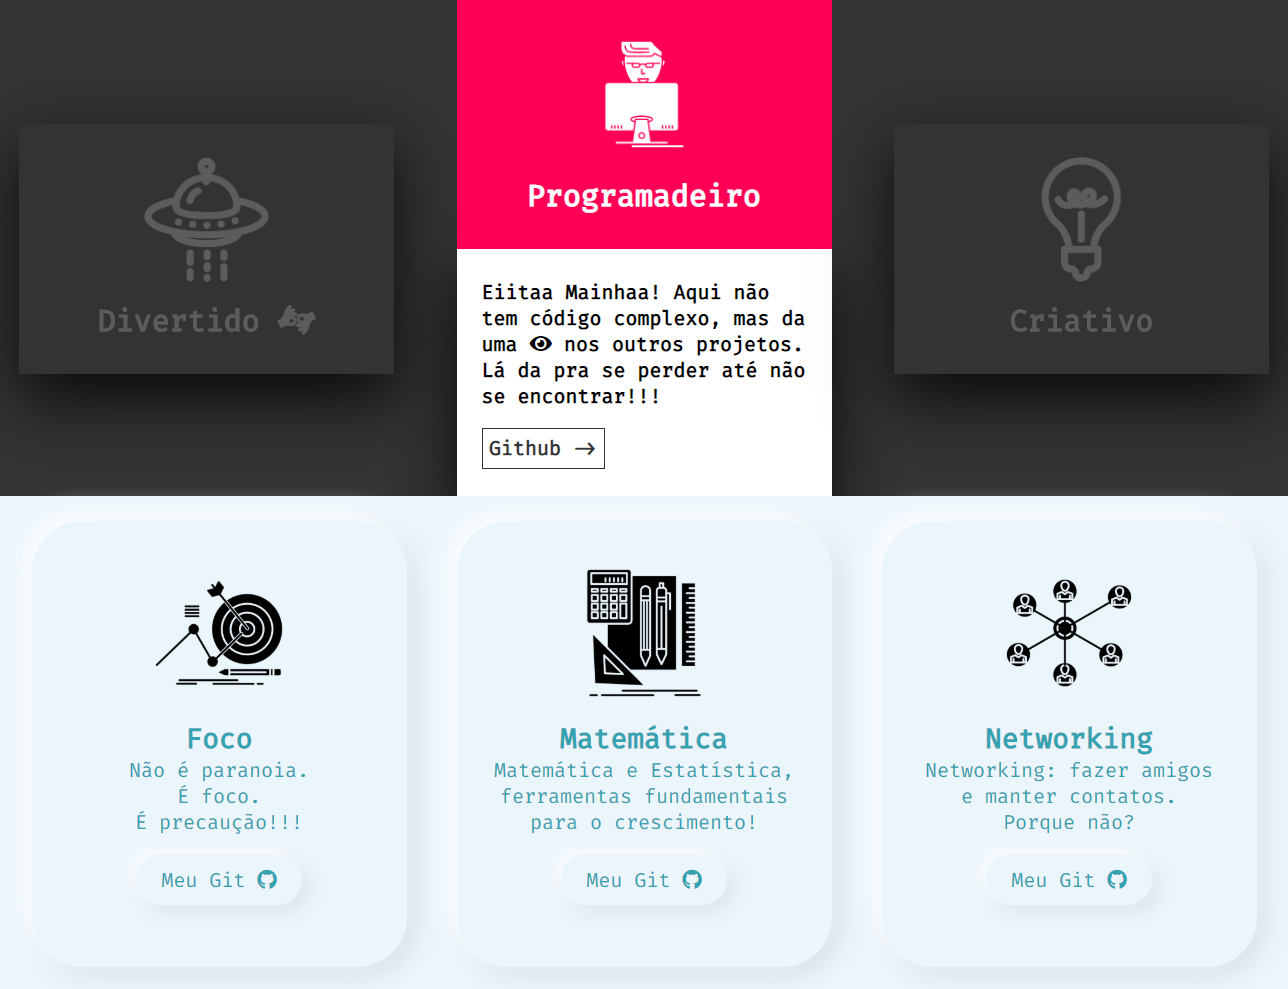 Divertido
Programadeiro
Eiitaa Mainhaa! Aqui não
tem código complexo, mas da
uma nos outros projetos.
Lá da pra se perder até não
se encontrar!!!
Github →
Criativo
Foco
Não é paranoia.
É foco.
É precaução!!!
Meu Git
Matemática
Matemática e Estatística,
ferramentas fundamentais
para o crescimento!
Meu Git
Networking
Networking: fazer amigos
e manter contatos.
Porque não?
Meu Git